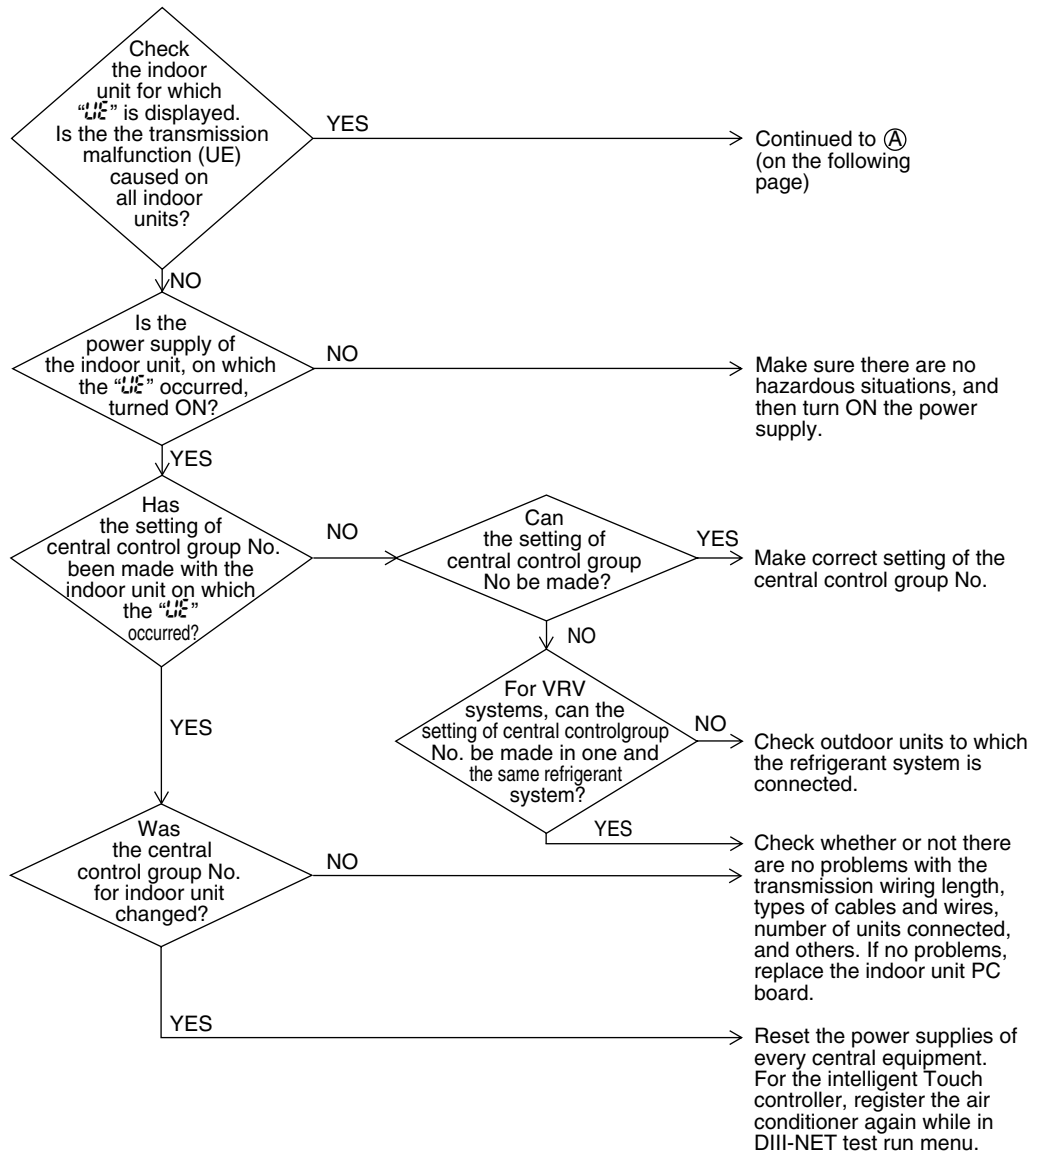 Check
the indoor
unit for which
“UE” is displayed.
Is the the transmission
malfunction (UE)
caused on
all indoor
units?
YES
Continued to Ⓐ
(on the following
page)
NO
Is the
power supply of
the indoor unit, on which
the “UE” occurred,
turned ON?
NO
Make sure there are no
hazardous situations, and
then turn ON the power
supply.
YES
Has
the setting of
central control group No.
been made with the
indoor unit on which
the “UE”
occurred?
NO
Can
the setting of
central control group
No be made?
YES
Make correct setting of the
central control group No.
NO
For VRV
systems, can the
setting of central controlgroup
No. be made in one and
the same refrigerant
system?
NO
Check outdoor units to which
the refrigerant system is
connected.
YES
YES
Was
the central
control group No.
for indoor unit
changed?
NO
Check whether or not there
are no problems with the
transmission wiring length,
types of cables and wires,
number of units connected,
and others. If no problems,
replace the indoor unit PC
board.
YES
Reset the power supplies of
every central equipment.
For the intelligent Touch
controller, register the air
conditioner again while in
DIII-NET test run menu.